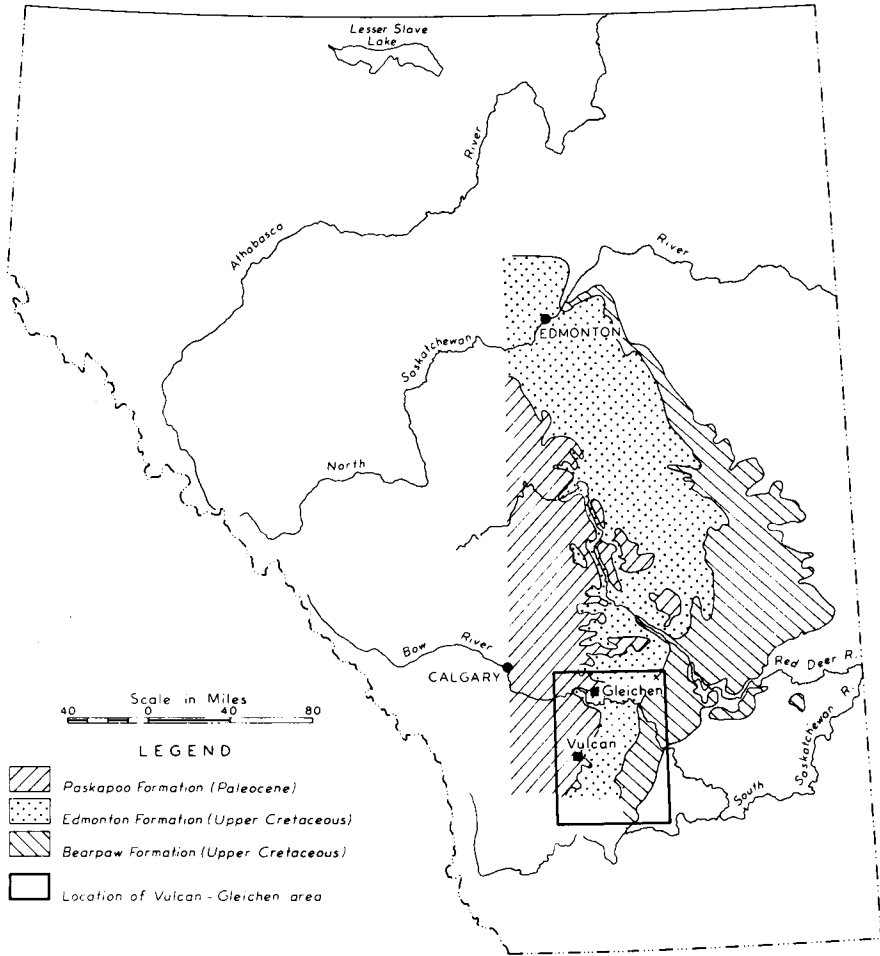 Lesser Slave
Lake
River
Athabasca
River
EDMONTON
Saskatchewan
North
Bow River
CALGARY
Red Deer R.
x
Gleichen
Saskatchewan R.
South
Vulcan
Scale in Miles
40 0 40 80
LEGEND
Paskapoo Formation (Paleocene)
Edmonton Formation (Upper Cretaceous)
Bearpaw Formation (Upper Cretaceous)
Location of Vulcan - Gleichen area